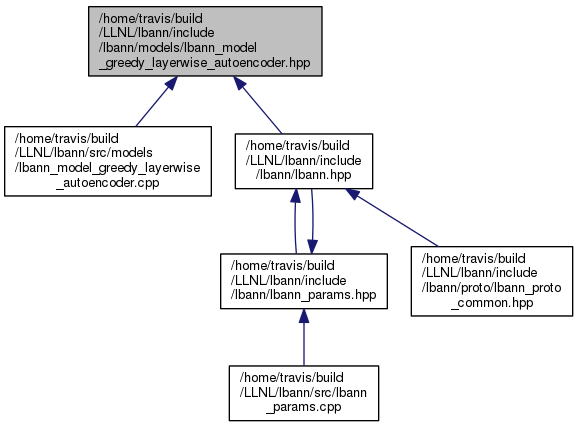 /home/travis/build
/LLNL/lbann/include
/lbann/models/lbann_model
_greedy_layerwise_autoencoder.hpp
/home/travis/build
/LLNL/lbann/src/models
/lbann_model_greedy_layerwise
_autoencoder.cpp
/home/travis/build
/LLNL/lbann/include
/lbann/lbann.hpp
/home/travis/build
/LLNL/lbann/include
/lbann/lbann_params.hpp
/home/travis/build
/LLNL/lbann/include
/lbann/proto/lbann_proto
_common.hpp
/home/travis/build
/LLNL/lbann/src/lbann
_params.cpp